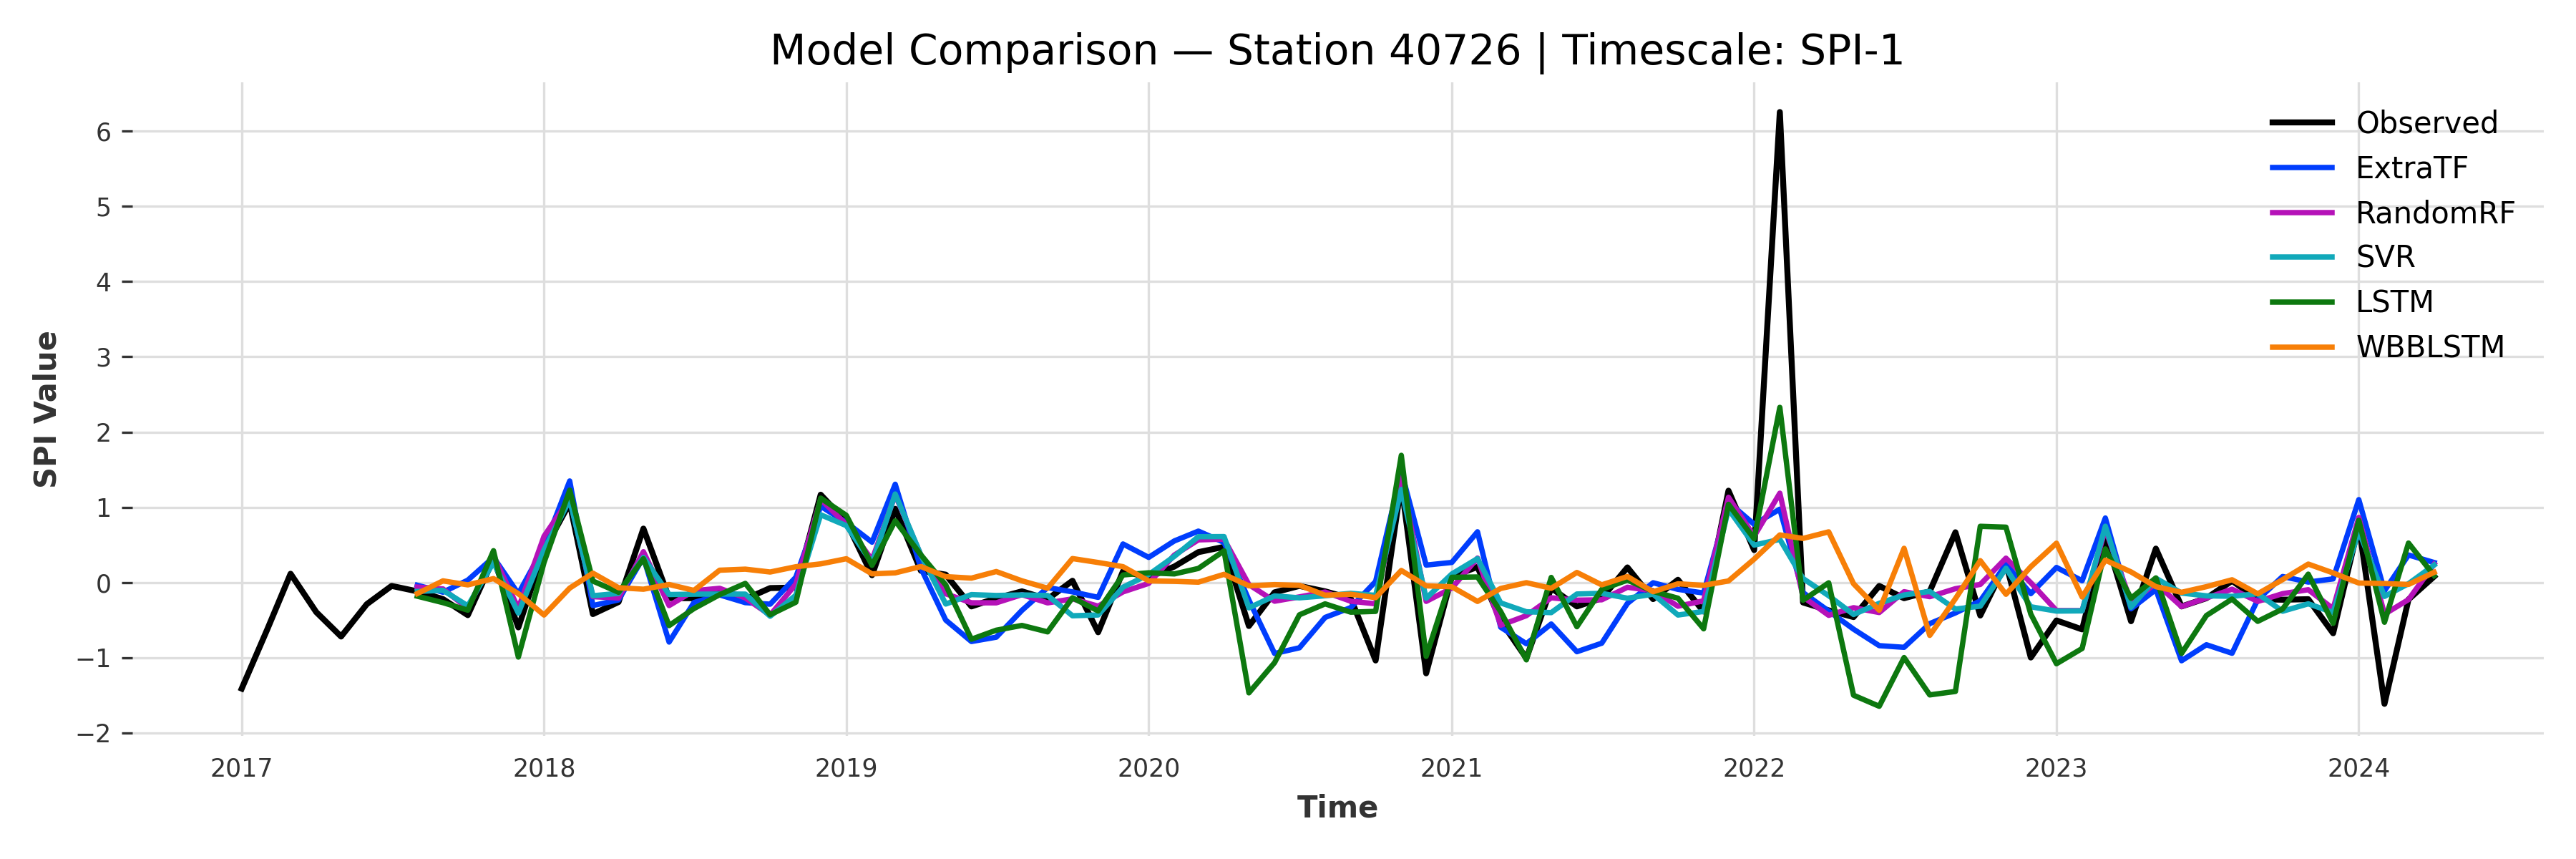 Model Comparison — Station 40726 | Timescale: SPI-1
SPI Value
6
5
4
3
2
1
0
−1
−2
Observed
ExtraTF
RandomRF
SVR
LSTM
WBBLSTM
2017 2018 2019 2020 2021 2022 2023 2024
Time